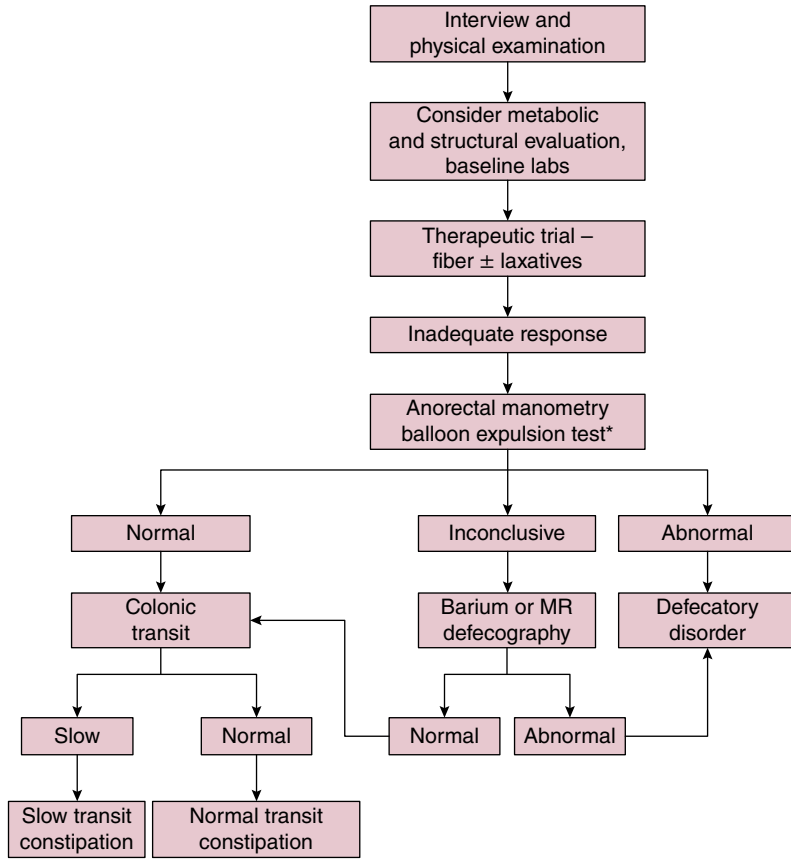 Interview and
physical examination
Consider metabolic
and structural evaluation,
baseline labs
Therapeutic trial –
fiber ± laxatives
Inadequate response
Anorectal manometry
balloon expulsion test*
Normal
Inconclusive
Abnormal
Colonic
transit
Barium or MR
defecography
Defecatory
disorder
Slow
Normal
Normal
Abnormal
Slow transit
constipation
Normal transit
constipation